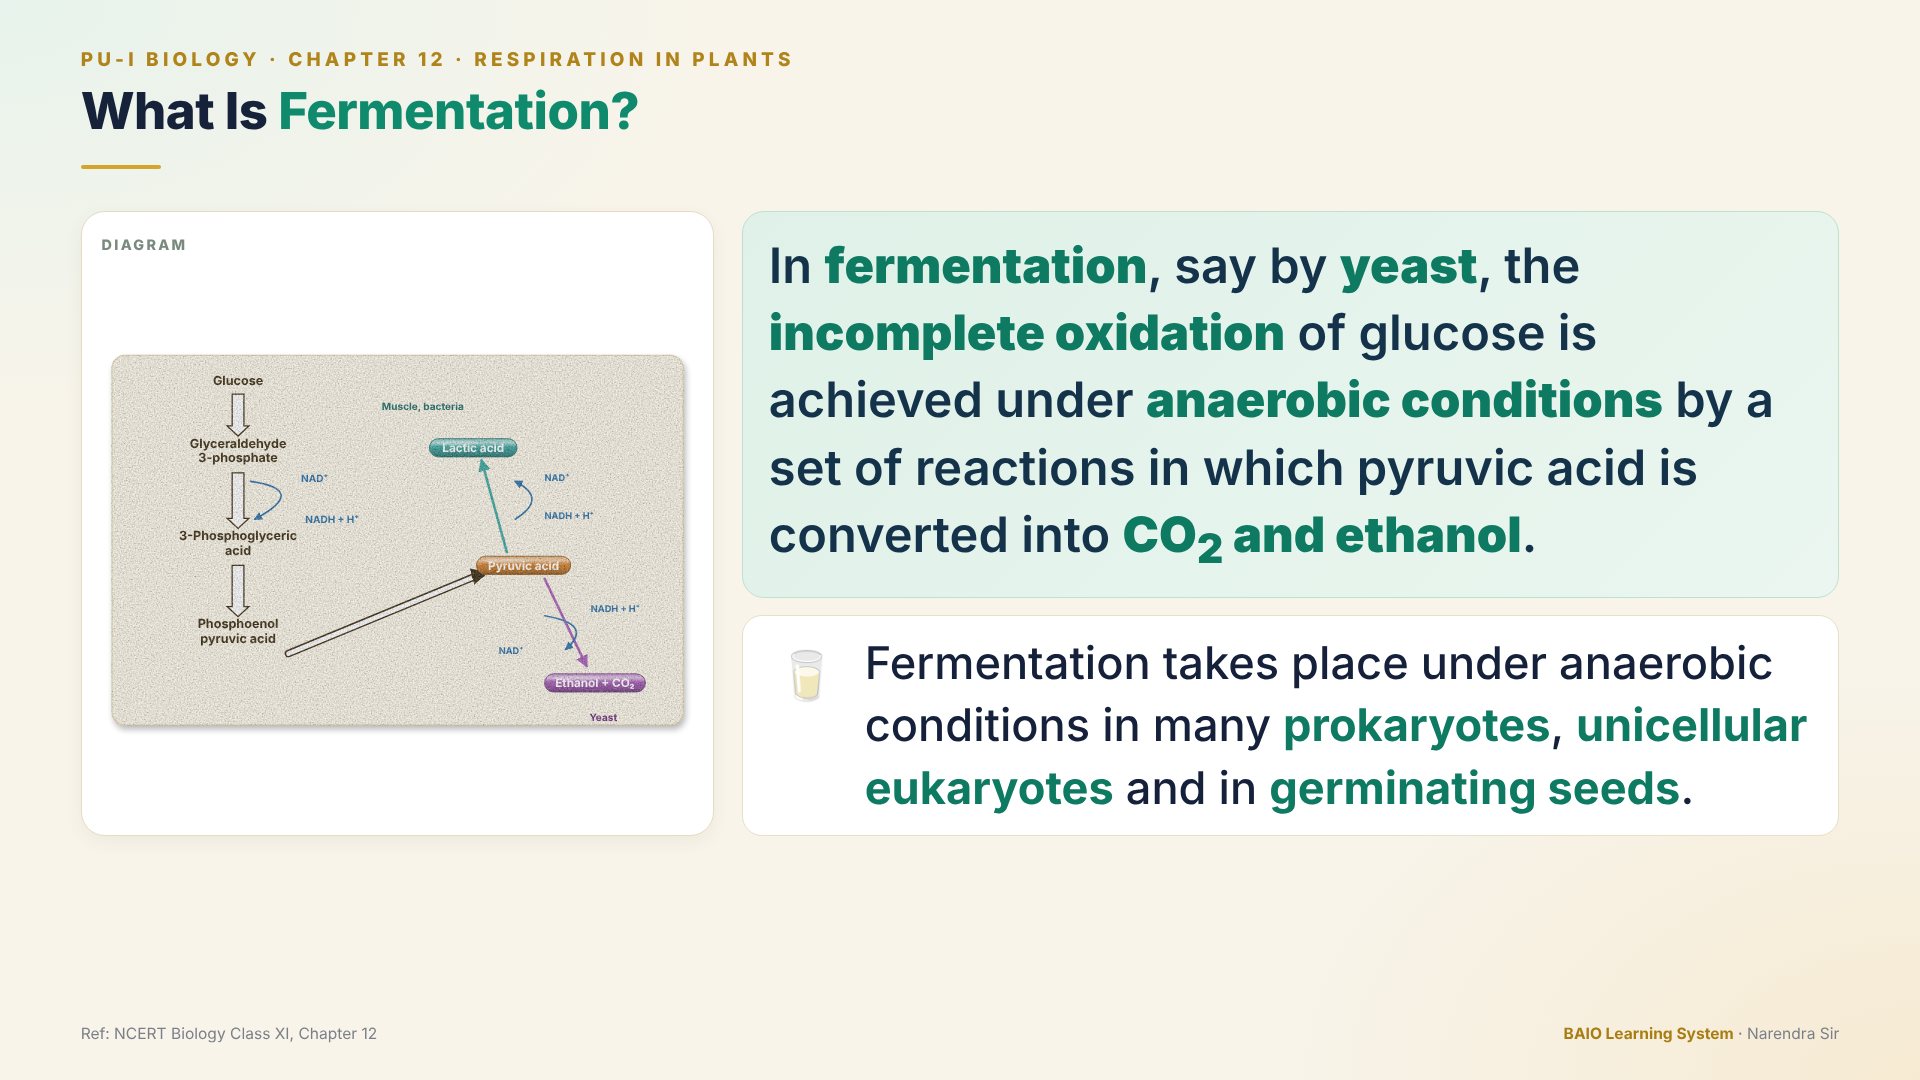 PU-I BIOLOGY · CHAPTER 12 · RESPIRATION IN PLANTS
What Is Fermentation?
DIAGRAM
Glucose
Glyceraldehyde
3-phosphate
NAD⁺
NADH + H⁺
3-Phosphoglyceric
acid
Phosphoenol
pyruvic acid
Muscle, bacteria
Lactic acid
NAD⁺
NADH + H⁺
Pyruvic acid
NADH + H⁺
NAD⁺
Ethanol + CO₂
Yeast
In fermentation, say by yeast, the
incomplete oxidation of glucose is
achieved under anaerobic conditions by a
set of reactions in which pyruvic acid is
converted into CO₂ and ethanol.
Fermentation takes place under anaerobic
conditions in many prokaryotes, unicellular
eukaryotes and in germinating seeds.
Ref: NCERT Biology Class XI, Chapter 12
BAIO Learning System · Narendra Sir